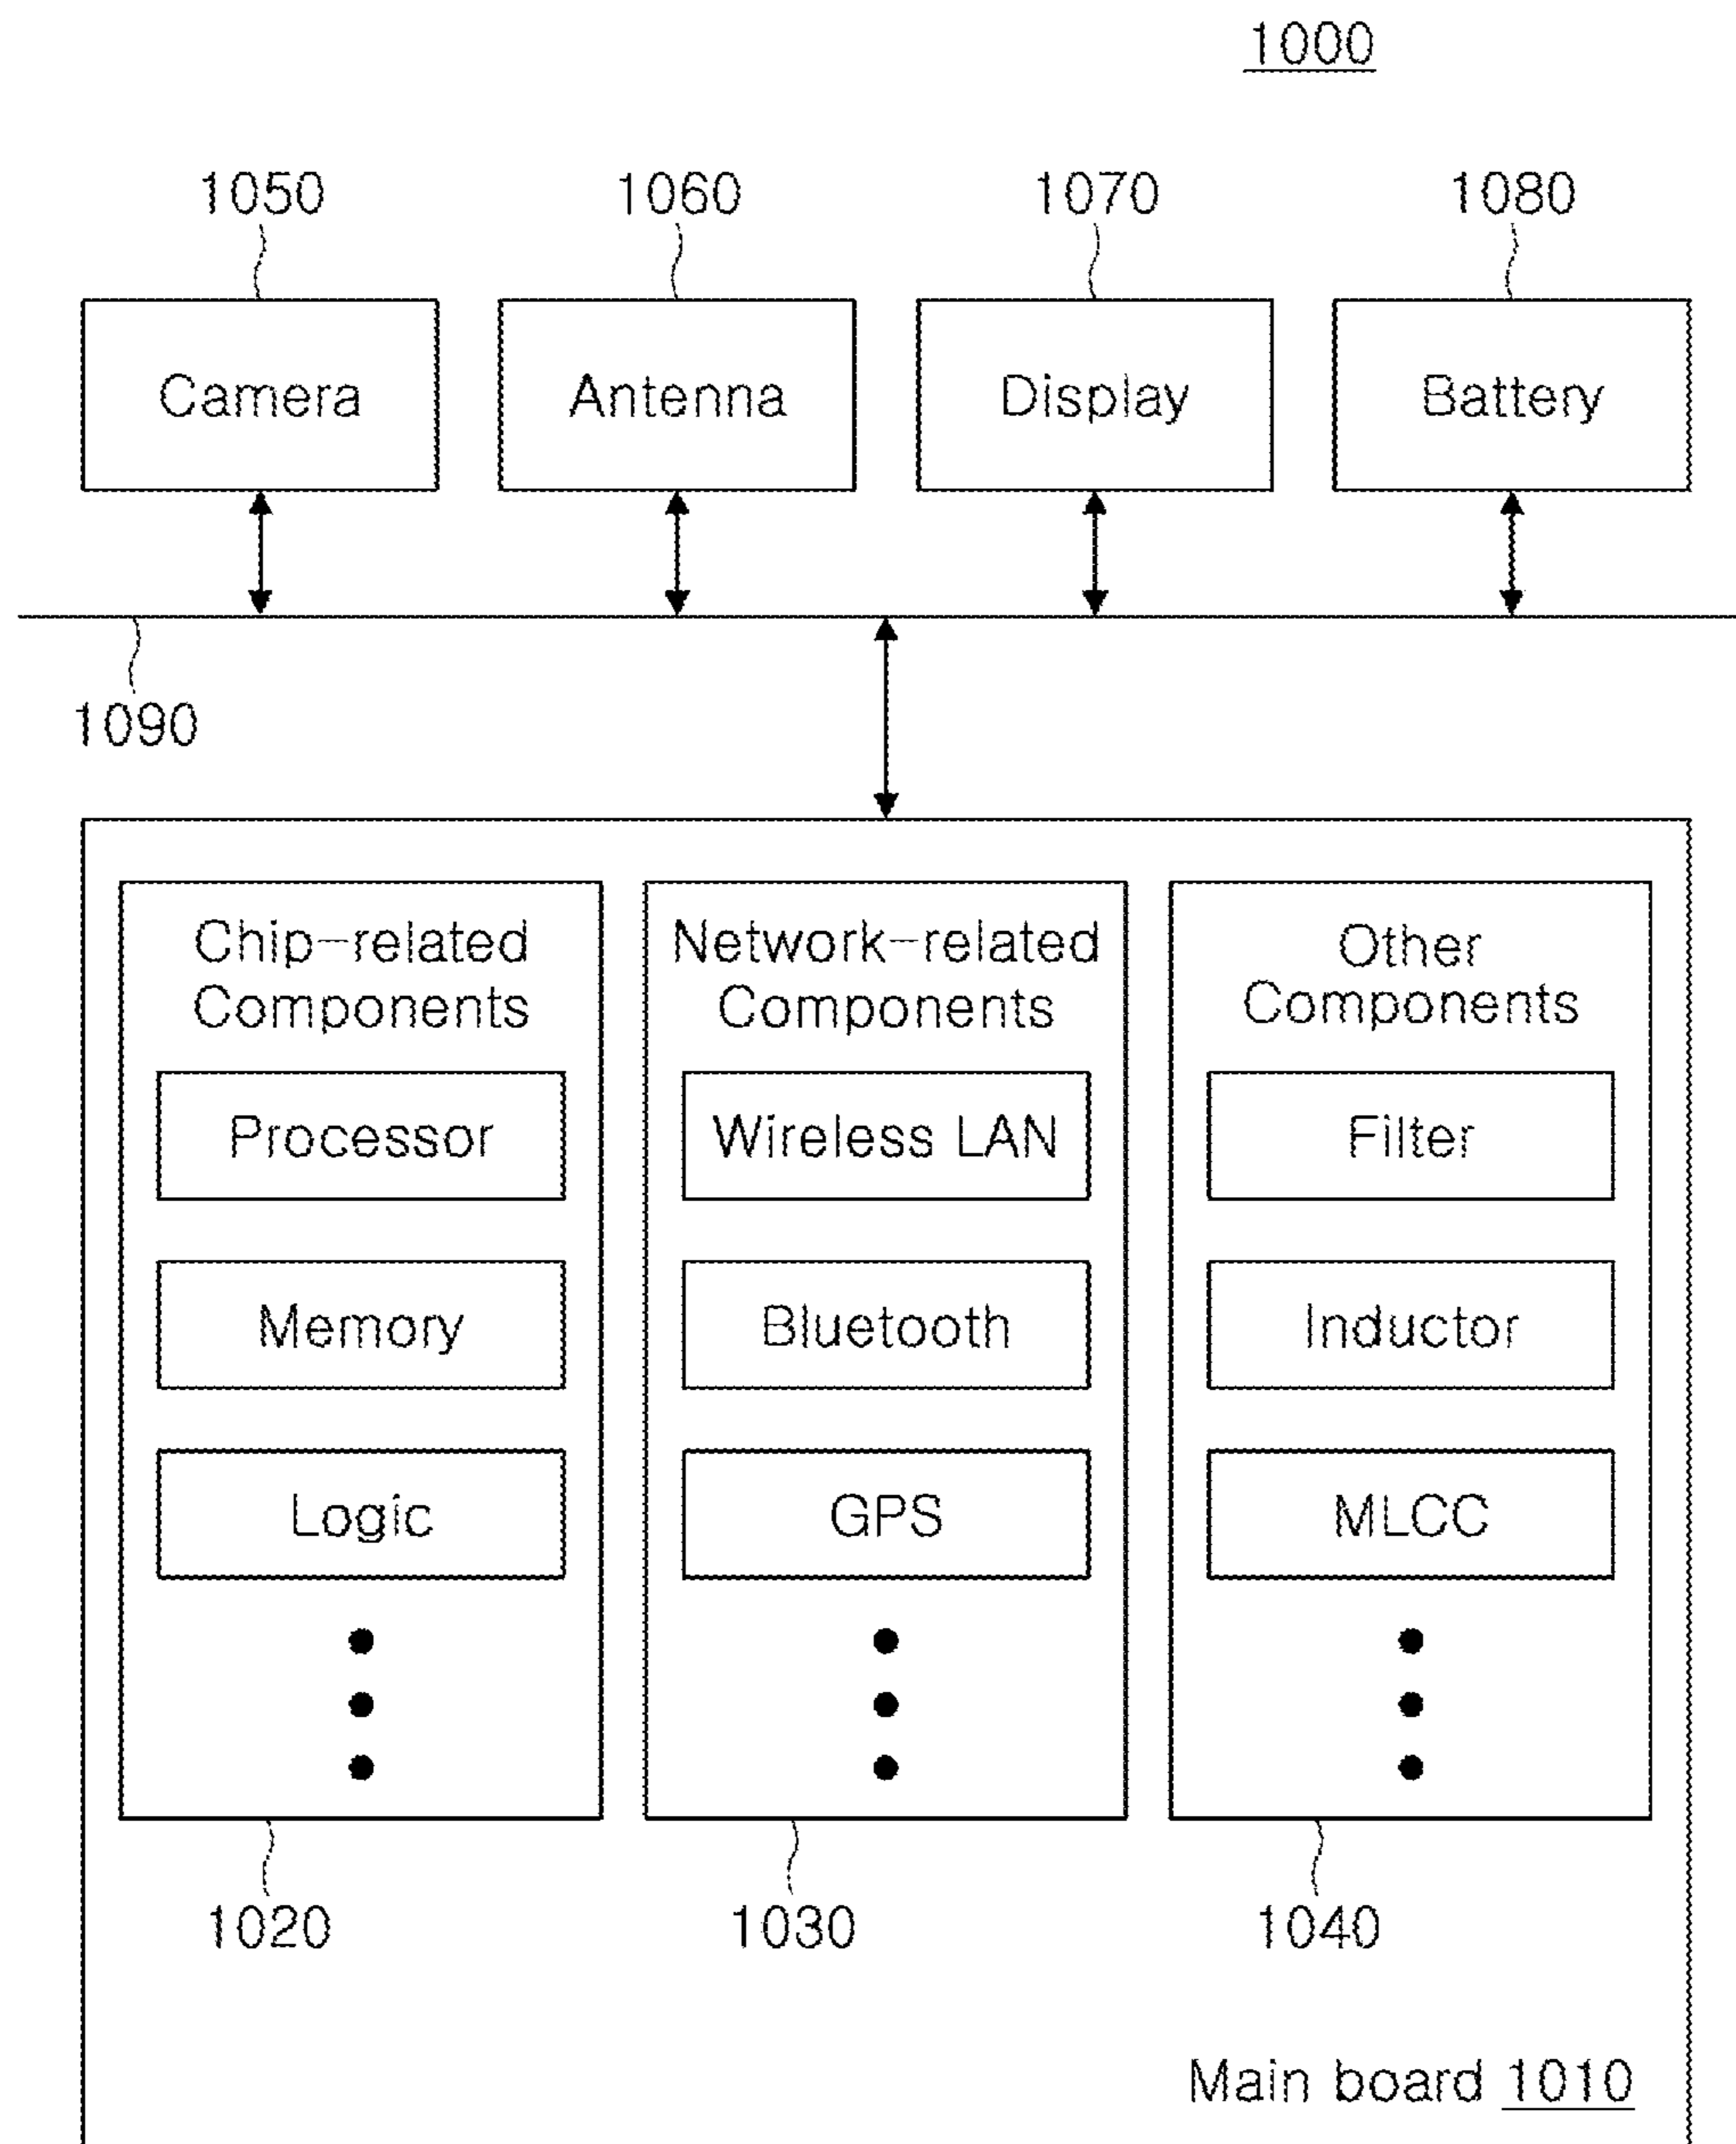 1000
1050 1060 1070 1080
Camera Antenna Display Battery
1090
Chip-related
Components
Processor
Memory
Logic
1020
Network-related
Components
Wireless LAN
Bluetooth
GPS
1030
Other
Components
Filter
Inductor
MLCC
1040
Main board 1010